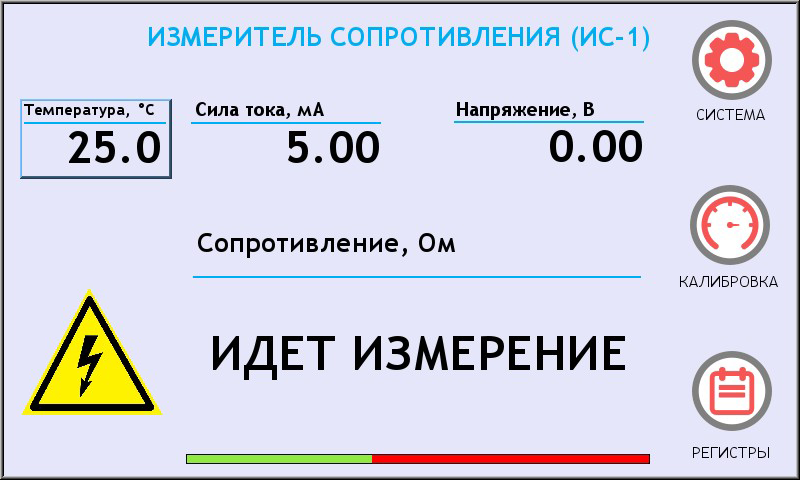 ИЗМЕРИТЕЛЬ СОПРОТИВЛЕНИЯ (ИС-1)
Температура, °C
25.0
Сила тока, мА
5.00
Напряжение, В
0.00
СИСТЕМА
Сопротивление, Ом
КАЛИБРОВКА
ИДЕТ ИЗМЕРЕНИЕ
РЕГИСТРЫ